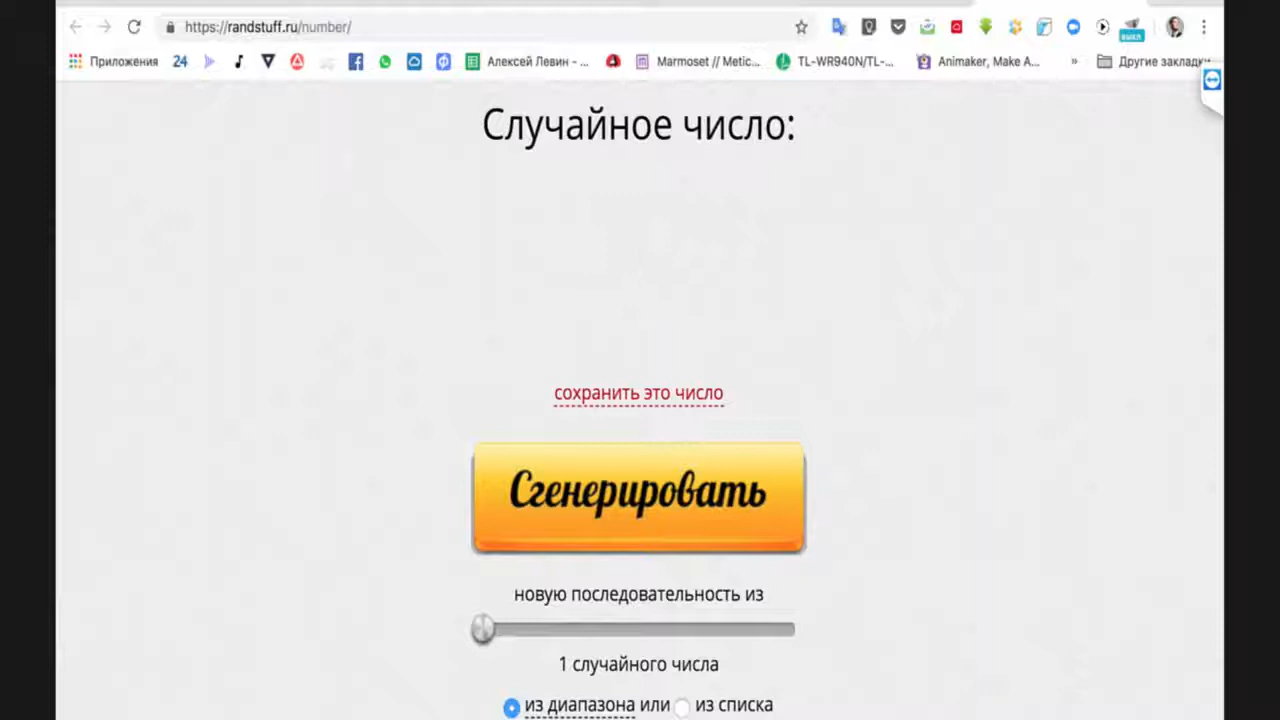 https://randstuff.ru/number/
выкл
Приложения 24 Алексей Левин - ... Marmoset // Metic... TL-WR940N/TL-... Animaker, Make A... » Другие закладки
Случайное число:
сохранить это число
Сгенерировать
новую последовательность из
1 случайного числа
из диапазона или из списка